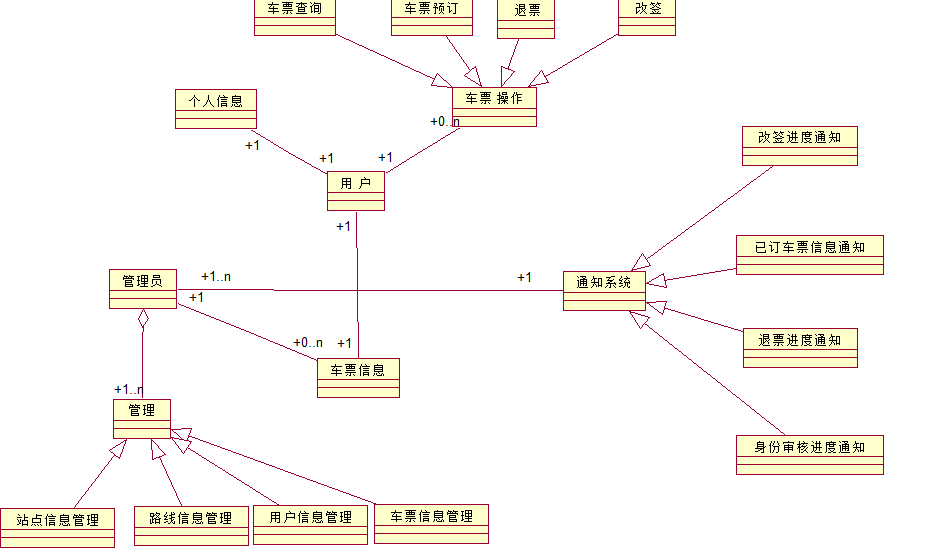 车票查询
车票预订
退票
改签
个人信息
车票 操作
+0..n
+1
+1
+1
用 户
+1
改签进度通知
已订车票信息通知
管理员
+1..n
+1
通知系统
+1
+0..n
+1
车票信息
退票进度通知
+1..n
管理
身份审核进度通知
站点信息管理
路线信息管理
用户信息管理
车票信息管理